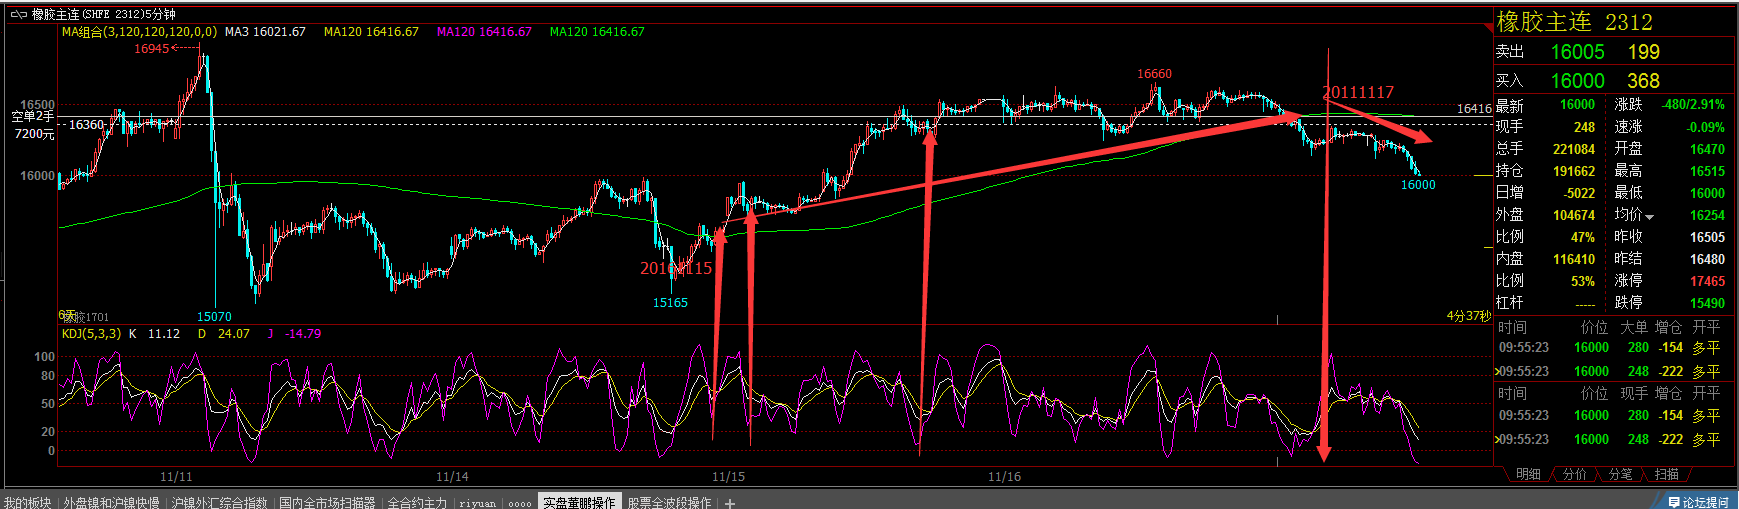 橡胶主连(SHFE 2312)5分钟
MA组合(3,120,120,120,0,0) MA3 16021.67 MA120 16416.67 MA120 16416.67 MA120 16416.67
16945
16660
20111117
16500
16416
空单2手
16360
7200元
16000
16000
15165
15070
橡胶1701
4分37秒
KDJ(5,3,3) K 11.12 D 24.07 J -14.79
100
80
50
20
0
11/11 11/14 11/15 11/16
橡胶主连 2312
卖出 16005 199
买入 16000 368
最新 16000 涨跌 -480/2.91%
现手 248 速涨 -0.09%
总手 221084 开盘 16470
持仓 191662 最高 16515
日增 -5022 最低 16000
外盘 104674 均价 16254
比例 47% 昨收 16505
内盘 116410 昨结 16480
比例 53% 涨停 17465
杠杆 ----- 跌停 15490
时间 价位 大单 增仓 开平
09:55:23 16000 280 -154 多平
09:55:23 16000 248 -222 多平
时间 价位 现手 增仓 开平
09:55:23 16000 280 -154 多平
09:55:23 16000 248 -222 多平
明细 分价 分笔 扫描
我的板块 外盘镍和沪镍快慢 沪镍外汇综合指数 国内全市场扫描器 全合约主力 riyuan oooo 实盘董鹏操作 股票全波段操作 +
论坛提问